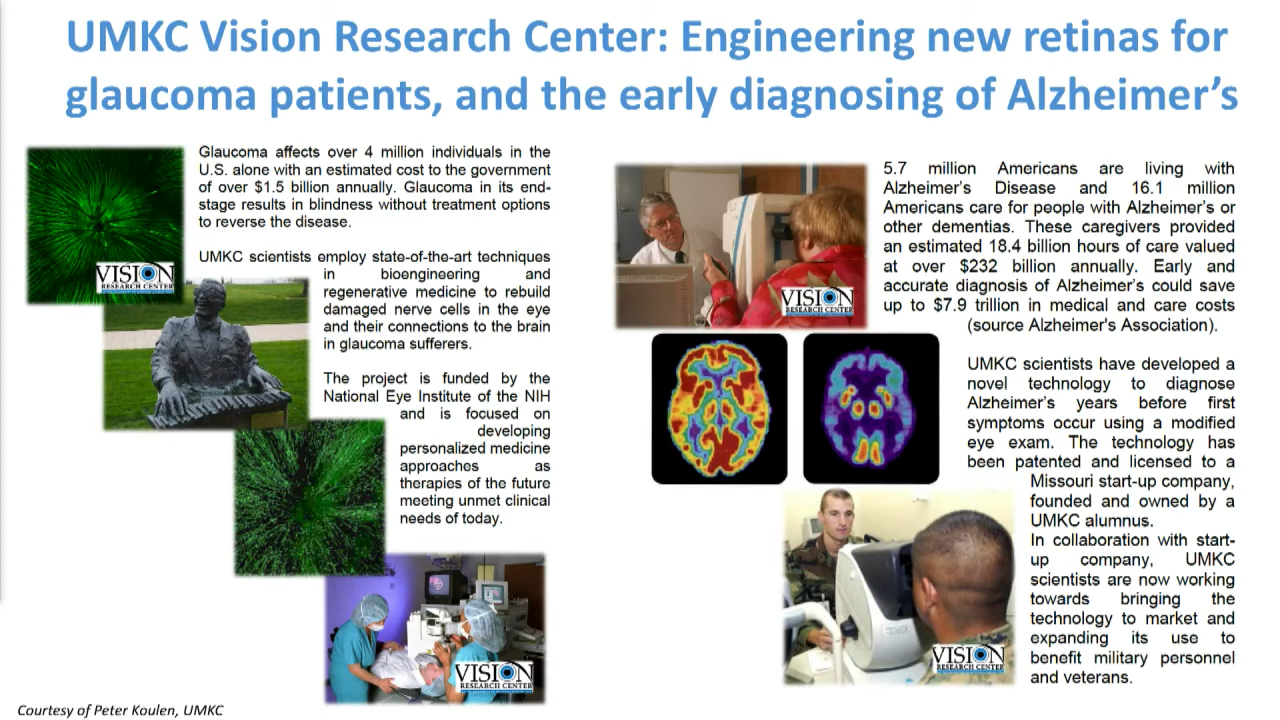 UMKC Vision Research Center: Engineering new retinas for
glaucoma patients, and the early diagnosing of Alzheimer's
Glaucoma affects over 4 million individuals in the
U.S. alone with an estimated cost to the government
of over $1.5 billion annually. Glaucoma in its end-
stage results in blindness without treatment options
to reverse the disease.
UMKC scientists employ state-of-the-art techniques
in bioengineering and
regenerative medicine to rebuild
damaged nerve cells in the eye
and their connections to the brain
in glaucoma sufferers.
The project is funded by the
National Eye Institute of the NIH
and is focused on
developing
personalized medicine
approaches as
therapies of the future
meeting unmet clinical
needs of today.
VISION
RESEARCH CENTER
VISION
RESEARCH CENTER
5.7 million Americans are living with
Alzheimer's Disease and 16.1 million
Americans care for people with Alzheimer's or
other dementias. These caregivers provided
an estimated 18.4 billion hours of care valued
at over $232 billion annually. Early and
accurate diagnosis of Alzheimer's could save
up to $7.9 trillion in medical and care costs
(source Alzheimer's Association).
UMKC scientists have developed a
novel technology to diagnose
Alzheimer's years before first
symptoms occur using a modified
eye exam. The technology has
been patented and licensed to a
Missouri start-up company,
founded and owned by a
UMKC alumnus.
In collaboration with start-
up company, UMKC
scientists are now working
towards bringing the
technology to market and
expanding its use to
benefit military personnel
and veterans.
VISION
RESEARCH CENTER
VISION
RESEARCH CENTER
Courtesy of Peter Koulen, UMKC